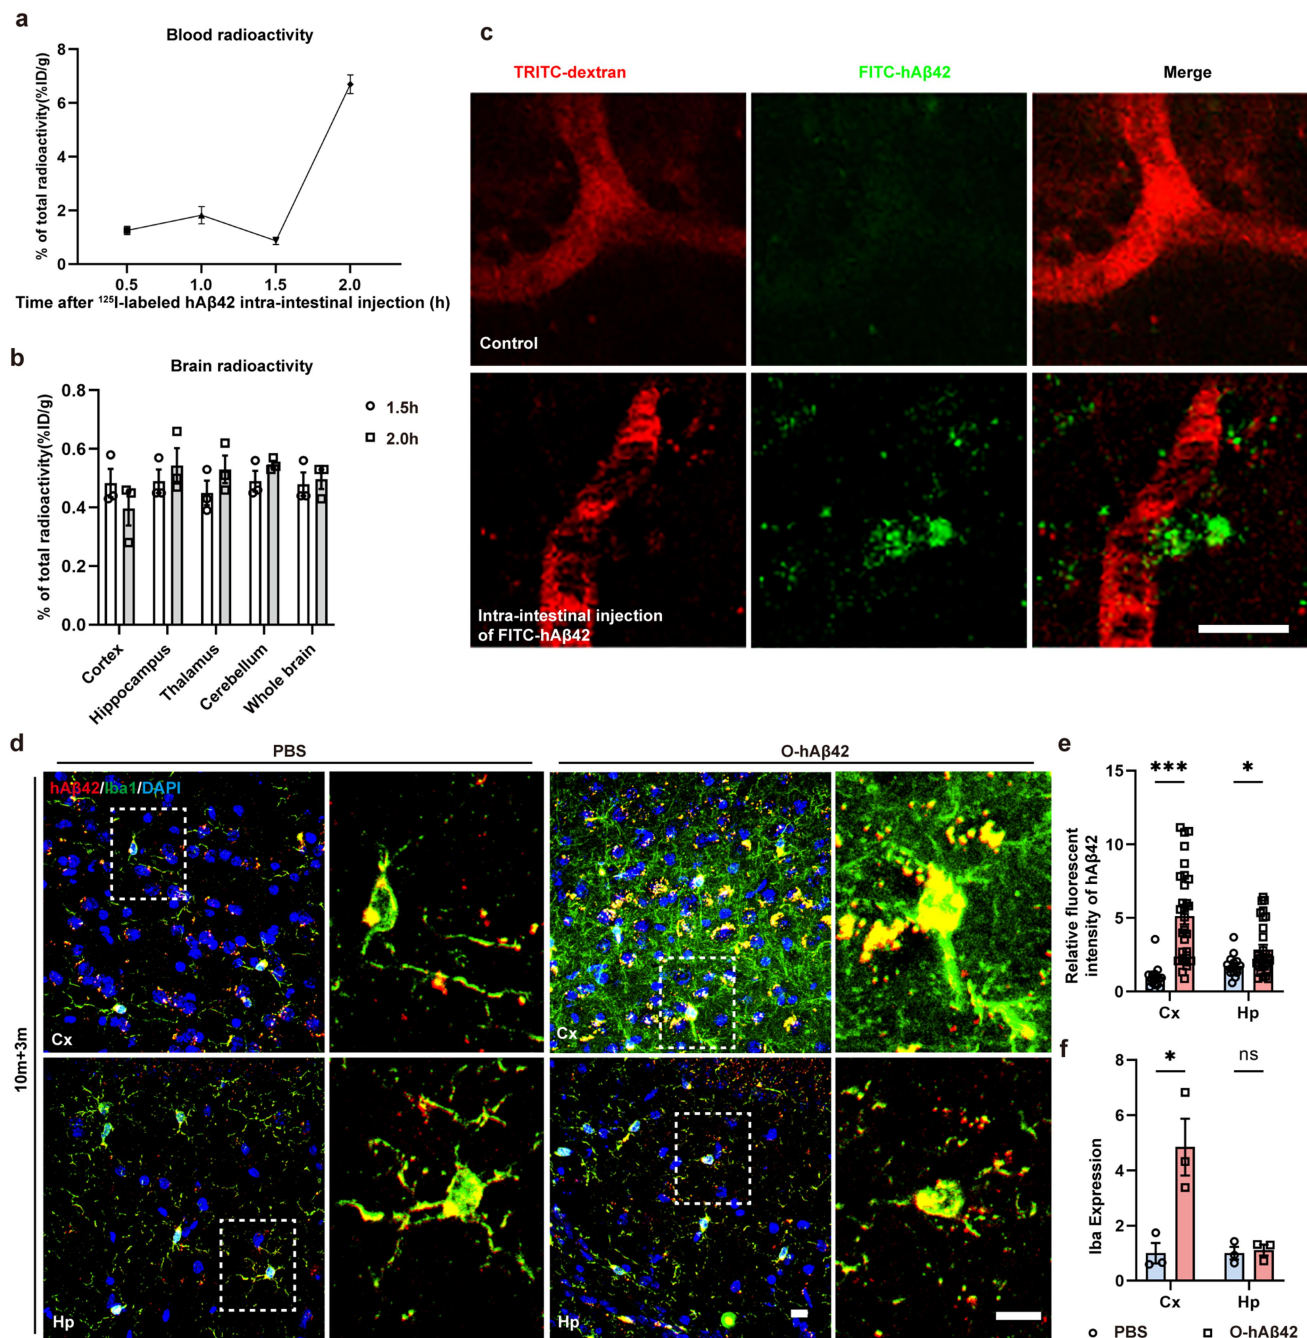 a
Blood radioactivity
% of total radioactivity(%ID/g)
8
6
4
2
0
0.5 1.0 1.5 2.0
Time after ¹²⁵I-labeled hAβ42 intra-intestinal injection (h)
b
Brain radioactivity
% of total radioactivity(%ID/g)
0.8
0.6
0.4
0.2
0.0
1.5h
2.0h
Cortex
Hippocampus
Thalamus
Cerebellum
Whole brain
c
TRITC-dextran FITC-hAβ42 Merge
Control
Intra-intestinal injection
of FITC-hAβ42
d
PBS O-hAβ42
10m+3m
hAβ42/Iba1/DAPI
Cx
Cx
Hp
Hp
e
Relative fluorescent
intensity of hAβ42
15
10
5
0
*** *
Cx Hp
f
Iba Expression
8
6
4
2
0
* ns
Cx Hp
PBS O-hAβ42